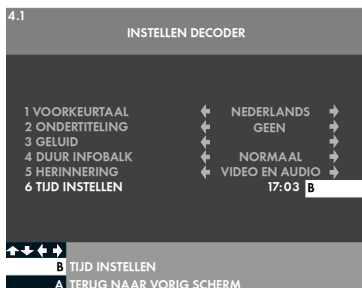 4.1
INSTELLEN DECODER
1 VOORKEURTAAL NEDERLANDS
2 ONDERTITELING GEEN
3 GELUID
4 DUUR INFOBALK NORMAAL
5 HERINNERING VIDEO EN AUDIO
6 TIJD INSTELLEN 17:03 B
B TIJD INSTELLEN
A TERUG NAAR VORIG SCHERM